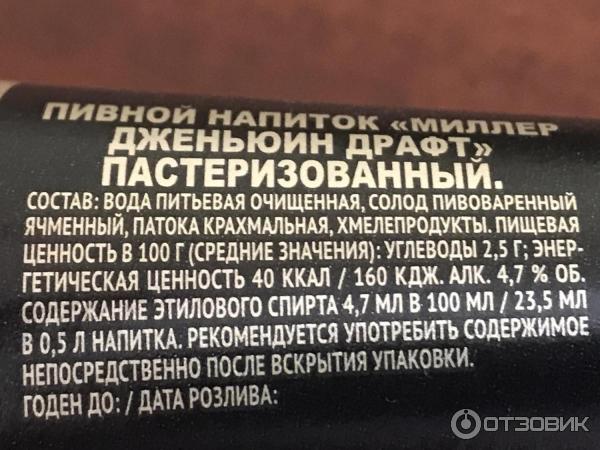 ПИВНОЙ НАПИТОК «МИЛЛЕР
ДЖЕНЬЮИН ДРАФТ»
ПАСТЕРИЗОВАННЫЙ.
СОСТАВ: ВОДА ПИТЬЕВАЯ ОЧИЩЕННАЯ, СОЛОД ПИВОВАРЕННЫЙ
ЯЧМЕННЫЙ, ПАТОКА КРАХМАЛЬНАЯ, ХМЕЛЕПРОДУКТЫ. ПИЩЕВАЯ
ЦЕННОСТЬ В 100 Г (СРЕДНИЕ ЗНАЧЕНИЯ): УГЛЕВОДЫ 2,5 Г; ЭНЕР-
ГЕТИЧЕСКАЯ ЦЕННОСТЬ 40 ККАЛ / 160 КДЖ. АЛК. 4,7 % ОБ.
СОДЕРЖАНИЕ ЭТИЛОВОГО СПИРТА 4,7 МЛ В 100 МЛ / 23,5 МЛ
В 0,5 Л НАПИТКА. РЕКОМЕНДУЕТСЯ УПОТРЕБИТЬ СОДЕРЖИМОЕ
НЕПОСРЕДСТВЕННО ПОСЛЕ ВСКРЫТИЯ УПАКОВКИ.
ГОДЕН ДО: / ДАТА РОЗЛИВА:
ОТЗОВИК